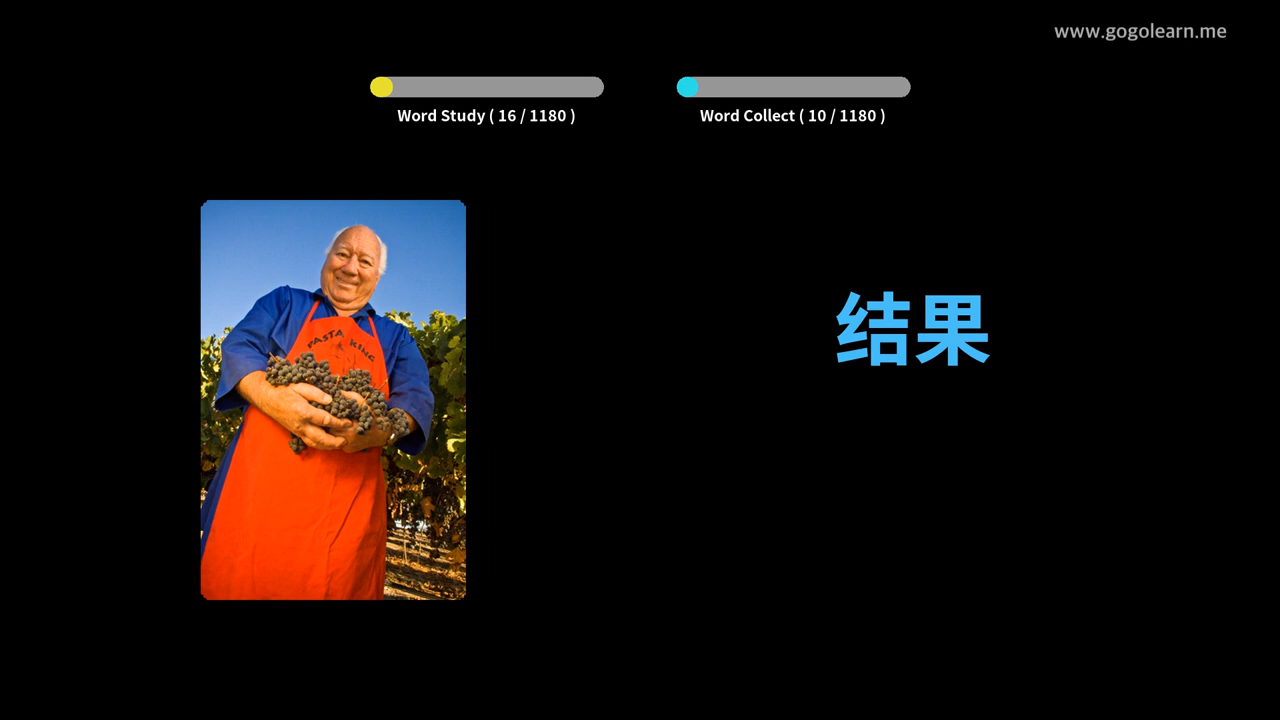 www.gogolearn.me
Word Study ( 16 / 1180 )
Word Collect ( 10 / 1180 )
PASTA KING
结果